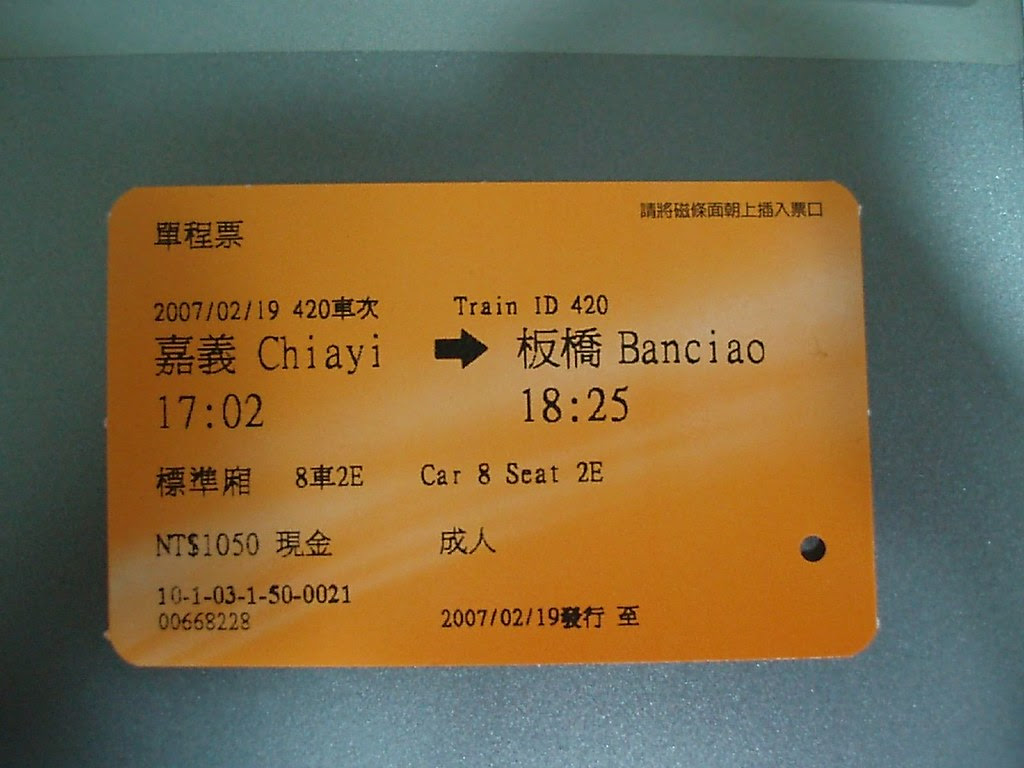 請將磁條面朝上插入票口
單程票
2007/02/19 420車次 Train ID 420
嘉義 Chiayi 板橋 Banciao
17:02 18:25
標準廂 8車2E Car 8 Seat 2E
NT$1050 現金 成人
10-1-03-1-50-0021
00668228
2007/02/19發行 至